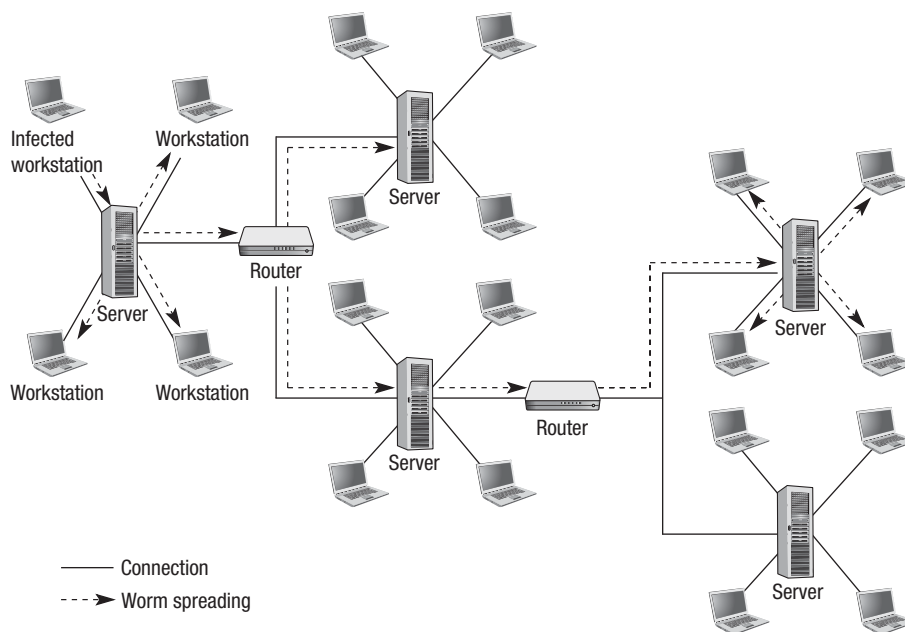 Infected
workstation
Workstation
Server
Workstation
Workstation
Router
Server
Server
Router
Server
Server
Connection
Worm spreading